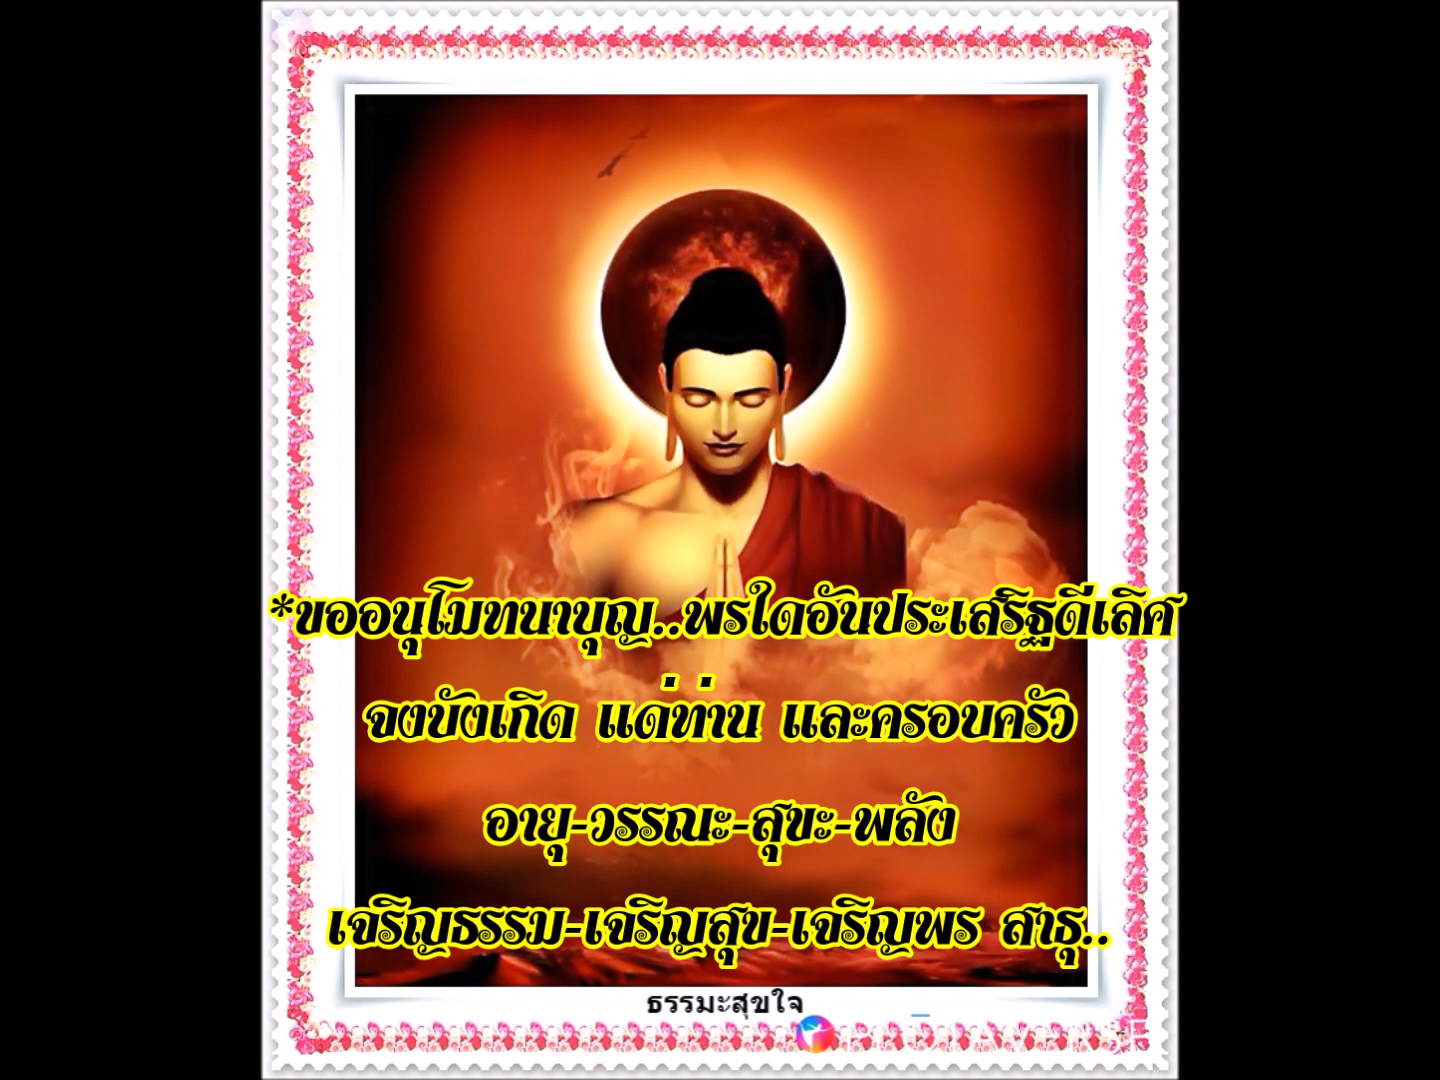 *ขออนุโมทนาบุญ..พรใดอันประเสริฐดีเลิศ
จงบังเกิด แด่ท่าน และครอบครัว
อายุ-วรรณะ-สุขะ-พลัง
เจริญธรรม-เจริญสุข-เจริญพร สาธุ..
ธรรมะสุขใจ